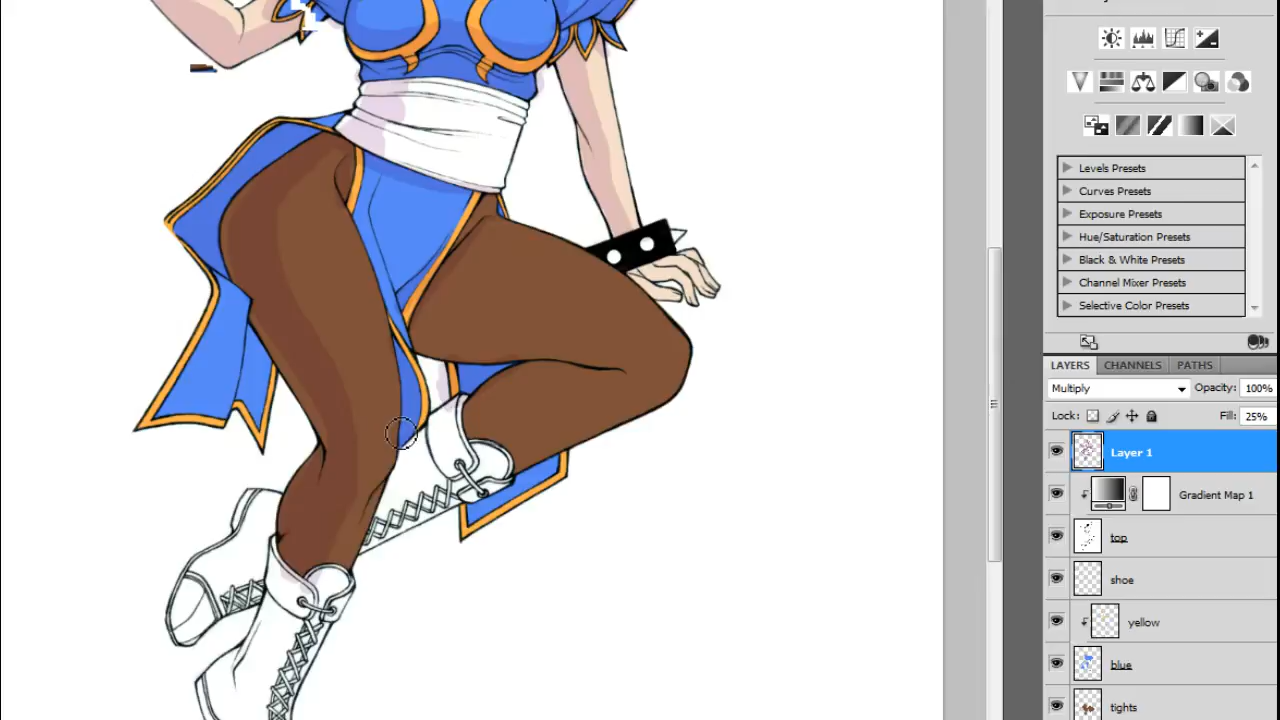 Levels Presets
Curves Presets
Exposure Presets
Hue/Saturation Presets
Black & White Presets
Channel Mixer Presets
Selective Color Presets
LAYERS CHANNELS PATHS
Multiply Opacity: 100%
Lock: Fill: 25%
Layer 1
Gradient Map 1
top
shoe
yellow
blue
tights